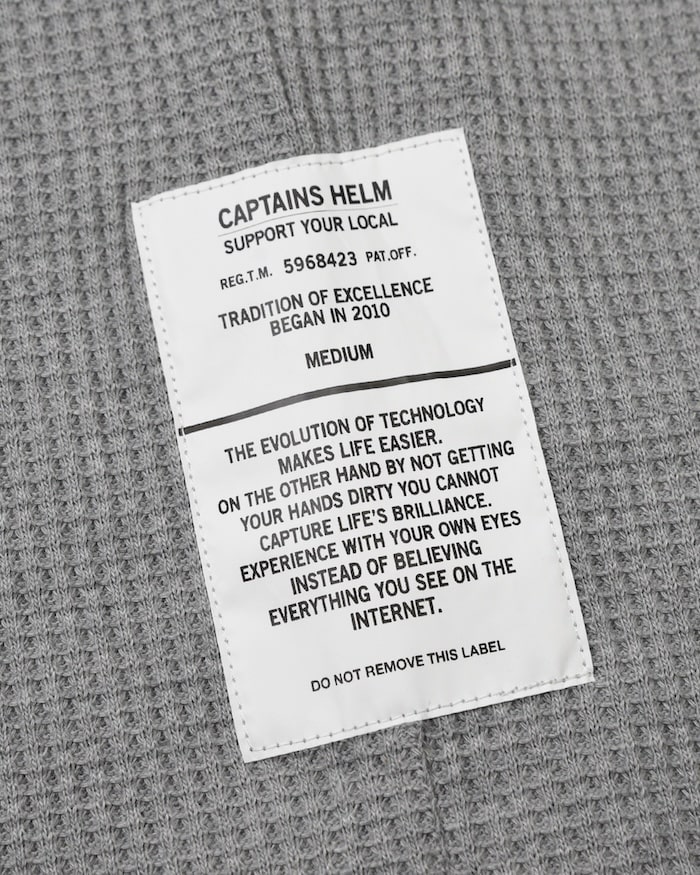 CAPTAINS HELM
SUPPORT YOUR LOCAL
REG.T.M. 5968423 PAT.OFF.
TRADITION OF EXCELLENCE
BEGAN IN 2010
MEDIUM
THE EVOLUTION OF TECHNOLOGY
MAKES LIFE EASIER.
ON THE OTHER HAND BY NOT GETTING
YOUR HANDS DIRTY YOU CANNOT
CAPTURE LIFE'S BRILLIANCE.
EXPERIENCE WITH YOUR OWN EYES
INSTEAD OF BELIEVING
EVERYTHING YOU SEE ON THE
INTERNET.
DO NOT REMOVE THIS LABEL